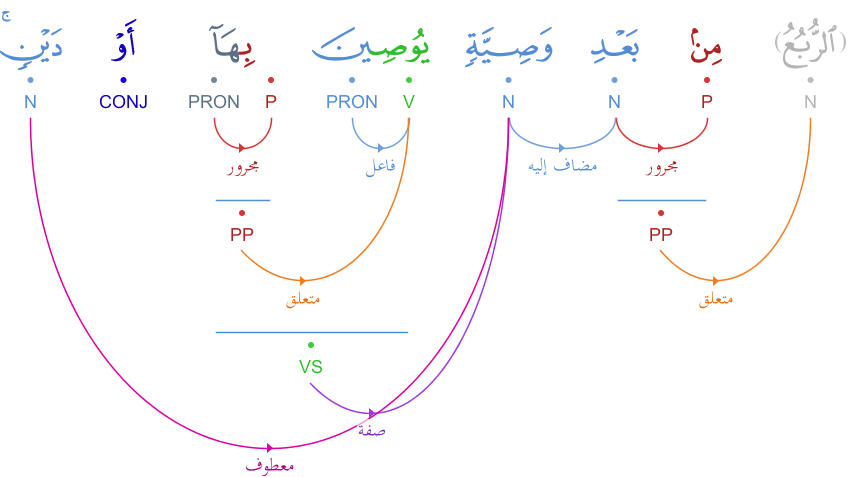 (ٱلرُّبُعُ) مِنۢ بَعْدِ وَصِيَّةٍ يُوصِينَ بِهَآ أَوْ دَيْنٍ ۚ
N P N N V PRON P PRON CONJ N
مجرور مضاف إليه فاعل مجرور
PP PP
متعلق متعلق
VS
صفة
معطوف